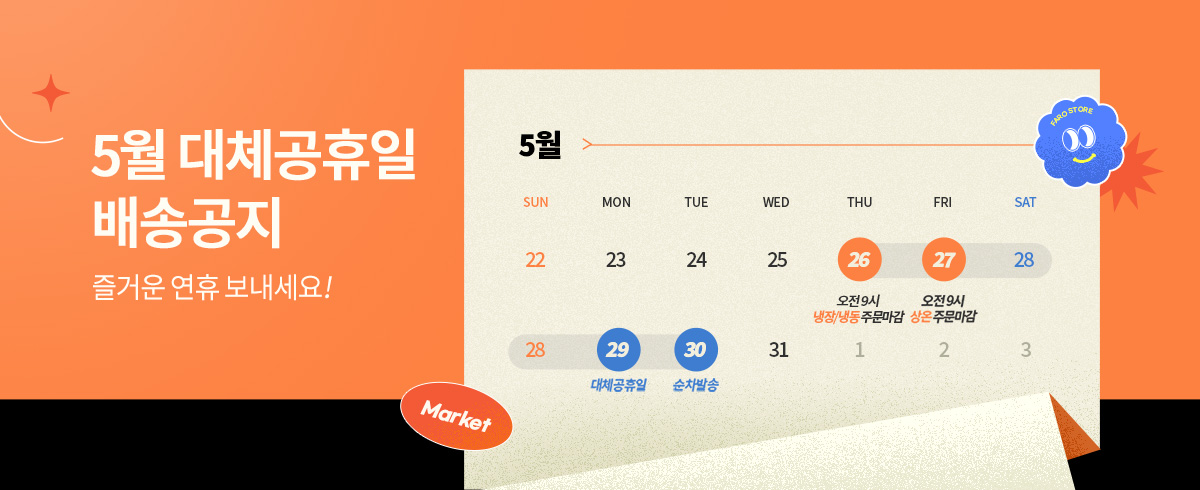 5월 대체공휴일
배송공지
즐거운 연휴 보내세요!
5월
FARO STORE
SUN MON TUE WED THU FRI SAT
22 23 24 25 26 27 28
오전 9시 오전 9시
냉장/냉동 주문마감 상온 주문마감
28 29 30 31 1 2 3
대체공휴일 순차발송
Market